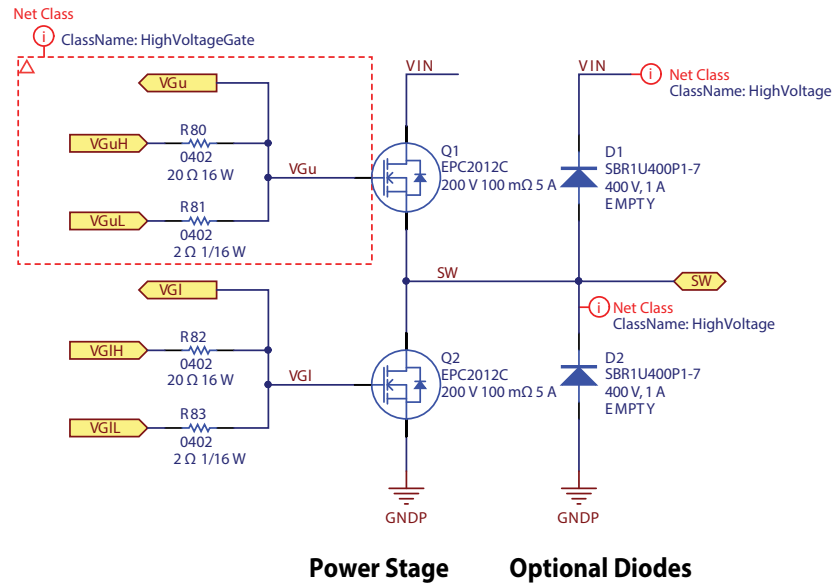 Net Class
ClassName: HighVoltageGate
VGu
R80
VGuH
0402
20 Ω 16 W
VGu
R81
VGuL
0402
2 Ω 1/16 W
VIN
Q1
EPC2012C
200 V 100 mΩ 5 A
VIN
Net Class
ClassName: HighVoltage
D1
SBR1U400P1-7
400 V, 1 A
EMPTY
SW
SW
VGl
R82
VGlH
0402
20 Ω 16 W
VGl
R83
VGlL
0402
2 Ω 1/16 W
Q2
EPC2012C
200 V 100 mΩ 5 A
Net Class
ClassName: HighVoltage
D2
SBR1U400P1-7
400 V, 1 A
EMPTY
GNDP
GNDP
Power Stage
Optional Diodes